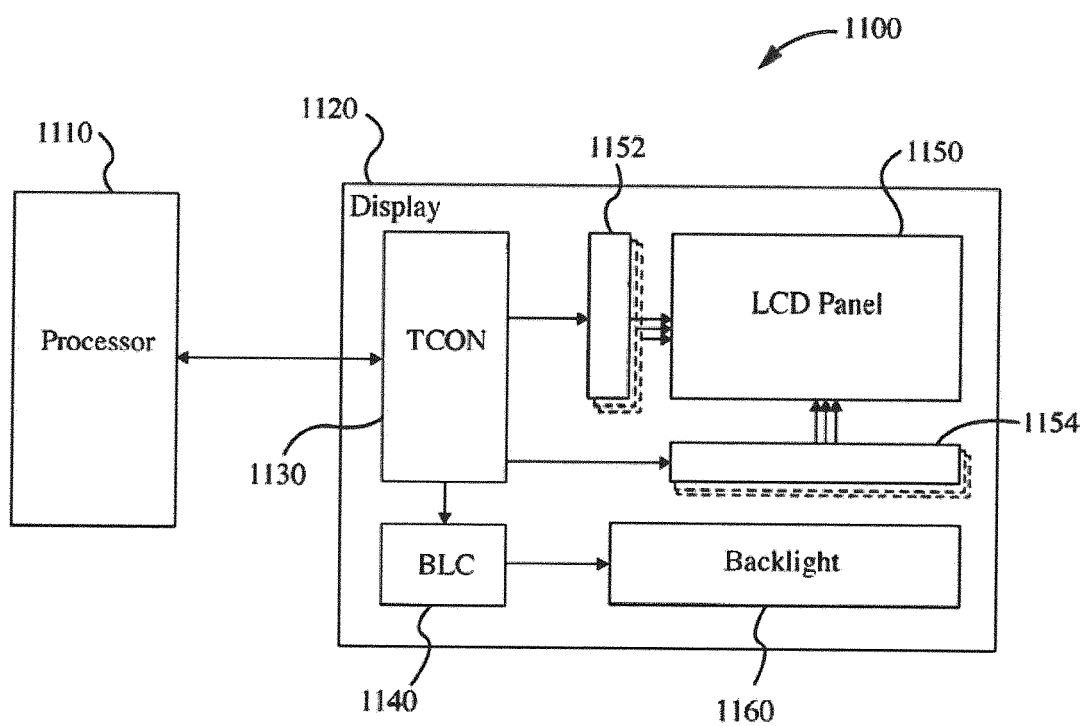 1100
1120
1110
1152
1150
Display
LCD Panel
Processor
TCON
1154
1130
BLC
Backlight
1140
1160